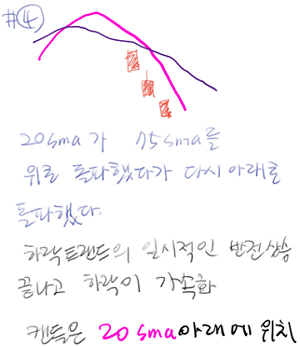 #④
20sma가 75sma를
위로 돌파했다가 다시 아래로
돌파했다.
하락트랜드의 일시적인 반전상승
끝나고 하락이 가속화
캔들은 20sma아래에 위치